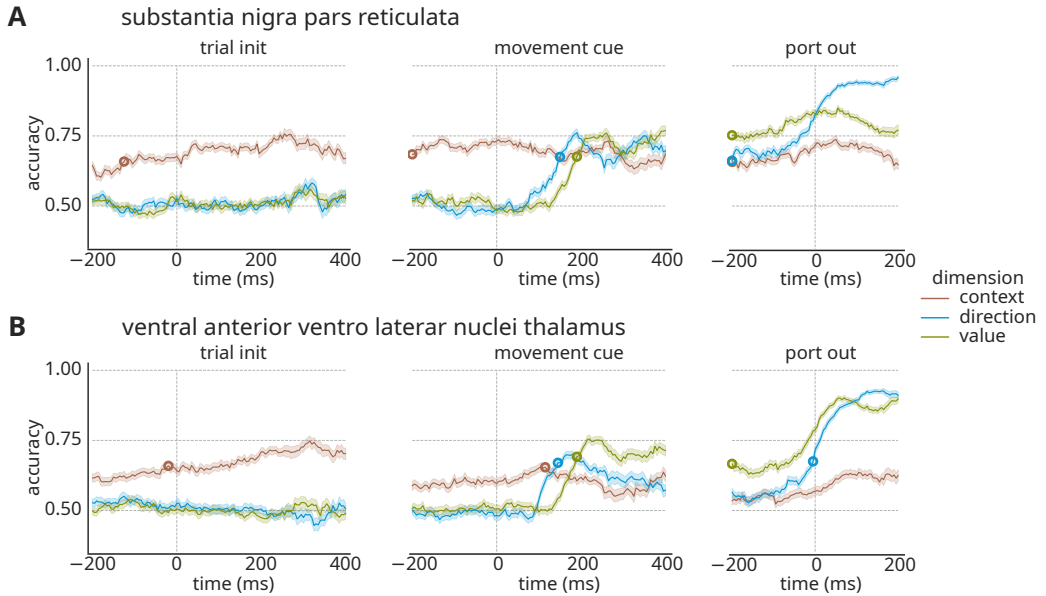 A substantia nigra pars reticulata
trial init movement cue port out
1.00
0.75
0.50
accuracy
−200 0 200 400 −200 0 200 400 −200 0 200
time (ms) time (ms) time (ms)
dimension
context
direction
value
B ventral anterior ventro laterar nuclei thalamus
trial init movement cue port out
1.00
0.75
0.50
accuracy
−200 0 200 400 −200 0 200 400 −200 0 200
time (ms) time (ms) time (ms)